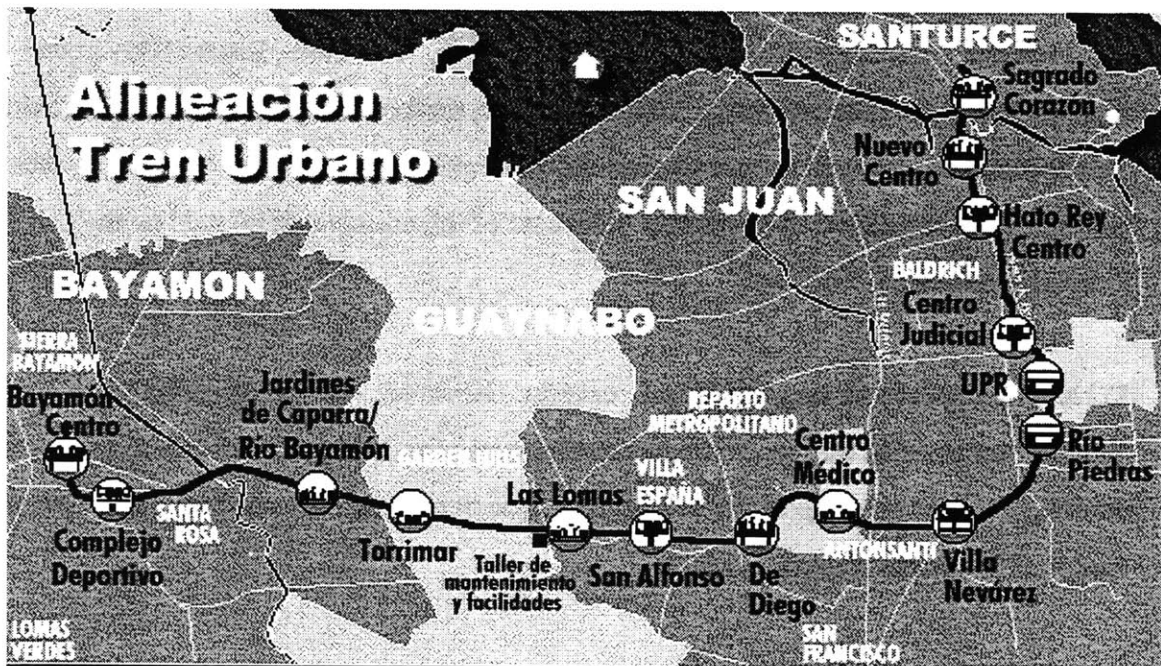 Alineación
Tren Urbano
SANTURCE
Sagrado
Corazón
Nuevo
Centro
SAN JUAN
Hato Rey
Centro
BAYAMON
BALDRICH
Centro
Judicial
GUAYNABO
SIERRA
BAYAMON
Bayamón
Centro
Jardines
de Caparra/
Rio Bayamón
UPR
REPARTO
METROPOLITANO
Centro
Médico
Río
Piedras
GARDEN HILLS
VILLA
ESPAÑA
Las Lomas
SANTA
ROSA
Complejo
Deportivo
Torrimar
Taller de
mantenimiento
y facilidades
San Alfonso
De
Diego
ANTONSANTI
Villa
Nevárez
LOMAS
VERDES
SAN
FRANCISCO